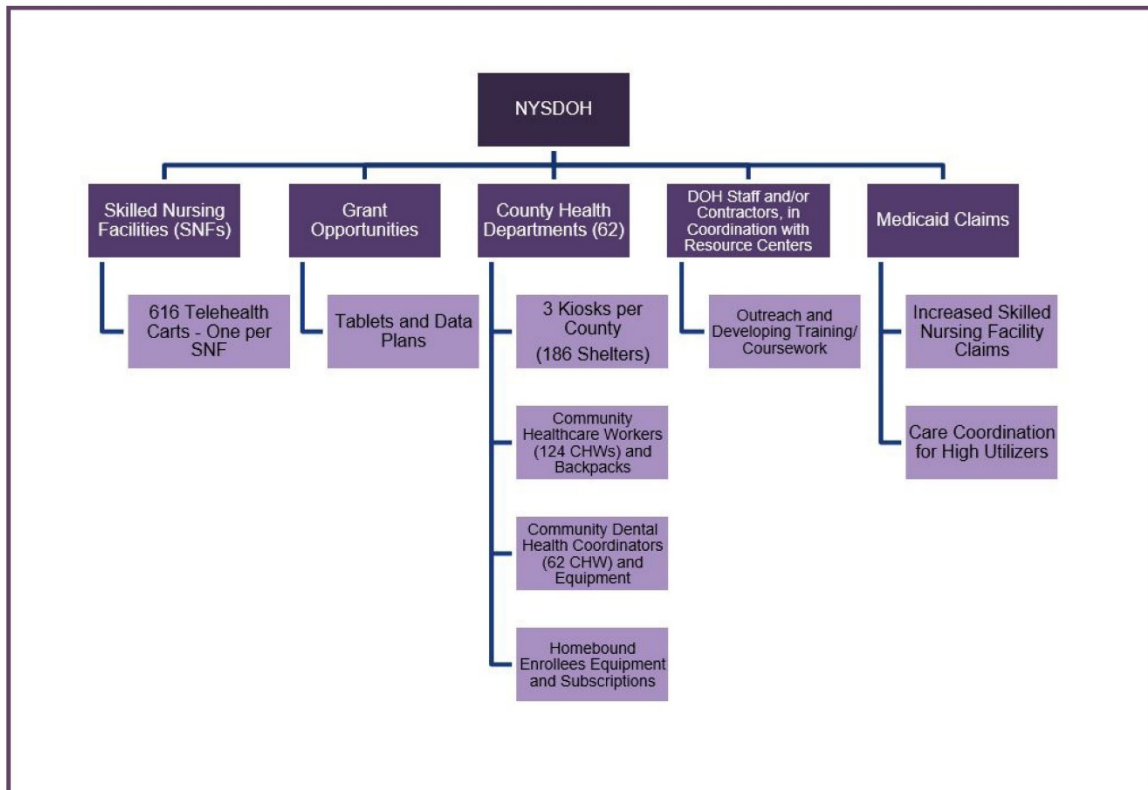 NYSDOH
Skilled Nursing
Facilities (SNFs)
616 Telehealth
Carts - One per
SNF
Grant
Opportunities
Tablets and Data
Plans
County Health
Departments (62)
3 Kiosks per
County
(186 Shelters)
Community
Healthcare Workers
(124 CHWs) and
Backpacks
Community Dental
Health Coordinators
(62 CHW) and
Equipment
Homebound
Enrollees Equipment
and Subscriptions
DOH Staff and/or
Contractors, in
Coordination with
Resource Centers
Outreach and
Developing Training/
Coursework
Medicaid Claims
Increased Skilled
Nursing Facility
Claims
Care Coordination
for High Utilizers